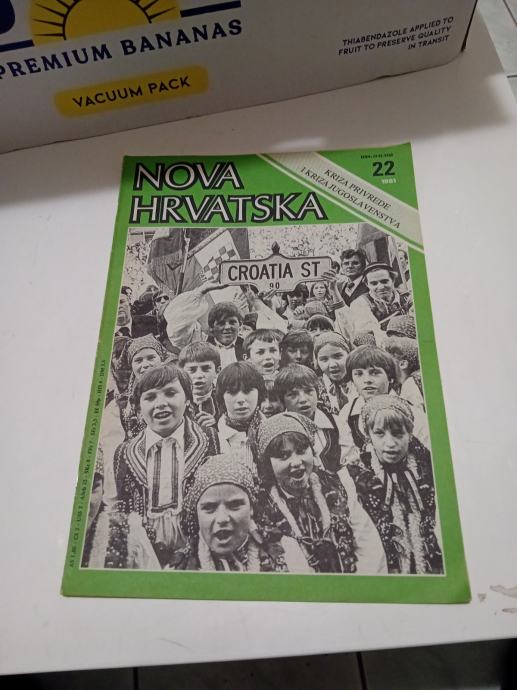 PREMIUM BANANAS
VACUUM PACK
THIABENDAZOLE APPLIED TO
FRUIT TO PRESERVE QUALITY
IN TRANSIT
NOVA
HRVATSKA
22
1981
KRIZA PRIVREDE
I KRIZA JUGOSLAVENSTVA
CROATIA ST
90